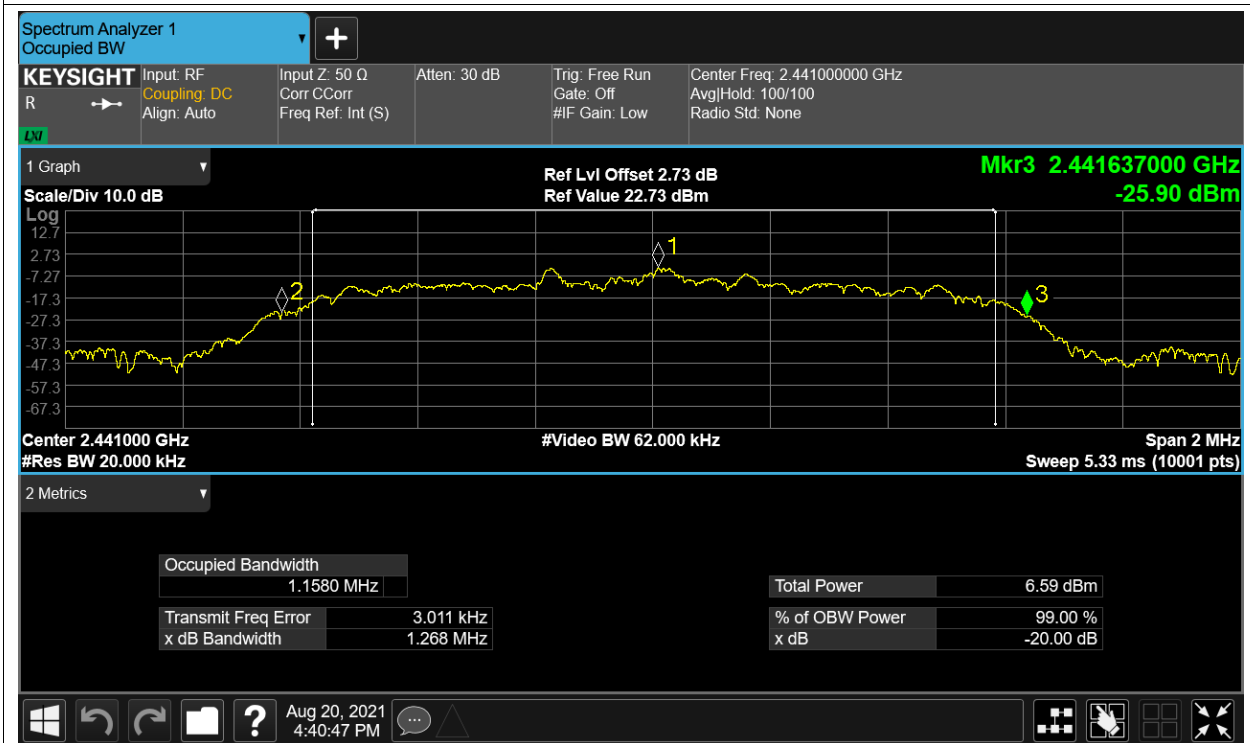 Spectrum Analyzer 1
Occupied BW
KEYSIGHT
R
LXI
Input: RF
Coupling: DC
Align: Auto
Input Z: 50 Ω
Corr CCorr
Freq Ref: Int (S)
Atten: 30 dB
Trig: Free Run
Gate: Off
#IF Gain: Low
Center Freq: 2.441000000 GHz
Avg|Hold: 100/100
Radio Std: None
1 Graph
Scale/Div 10.0 dB
Ref Lvl Offset 2.73 dB
Ref Value 22.73 dBm
Mkr3 2.441637000 GHz
-25.90 dBm
Log
12.7
2.73
-7.27
-17.3
-27.3
-37.3
-47.3
-57.3
-67.3
1
2
3
Center 2.441000 GHz
#Res BW 20.000 kHz
#Video BW 62.000 kHz
Span 2 MHz
Sweep 5.33 ms (10001 pts)
2 Metrics
Occupied Bandwidth
1.1580 MHz
Transmit Freq Error 3.011 kHz
x dB Bandwidth 1.268 MHz
Total Power 6.59 dBm
% of OBW Power 99.00 %
x dB -20.00 dB
?
Aug 20, 2021
4:40:47 PM